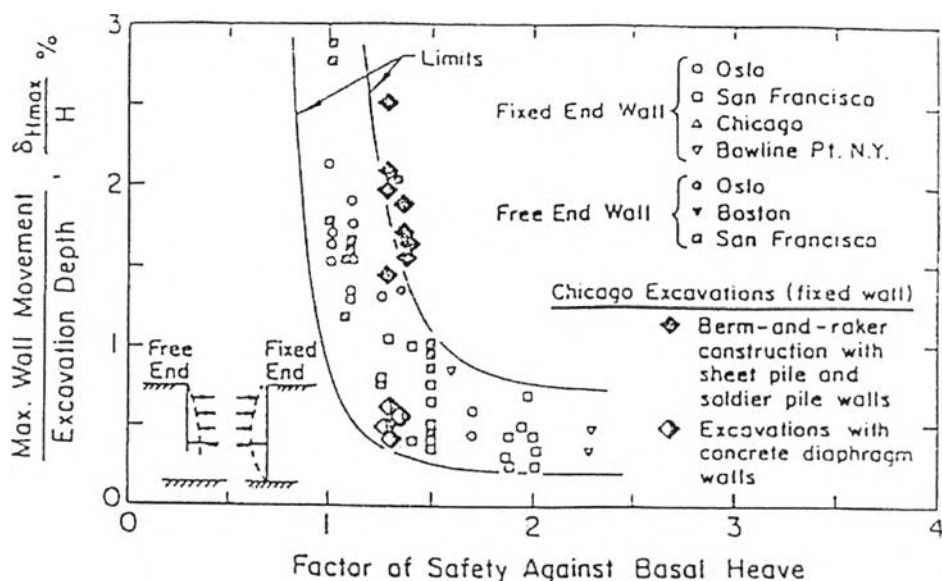 Max. Wall Movement , δHmax %
Excavation Depth H
3
2
1
0
Limits
Fixed End Wall
Oslo
San Francisco
Chicago
Bowline Pt. N.Y.
Free End Wall
Oslo
Boston
San Francisco
Chicago Excavations (fixed wall)
Berm-and-raker
construction with
sheet pile and
soldier pile walls
Excavations with
concrete diaphragm
walls
Free Fixed
End End
0 1 2 3 4
Factor of Safety Against Basal Heave